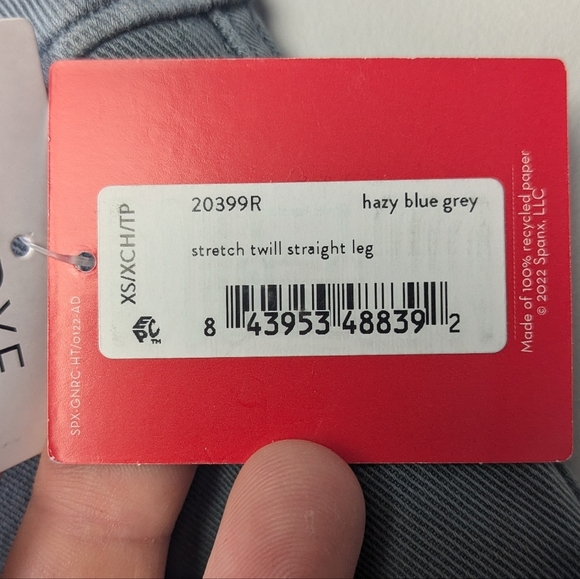 20399R hazy blue grey
stretch twill straight leg
XS/XCH/TP
8 43953 48839 2
EPC™
SPX-GNRC-HT/0122-AD
Made of 100% recycled paper
© 2022 Spanx, LLC